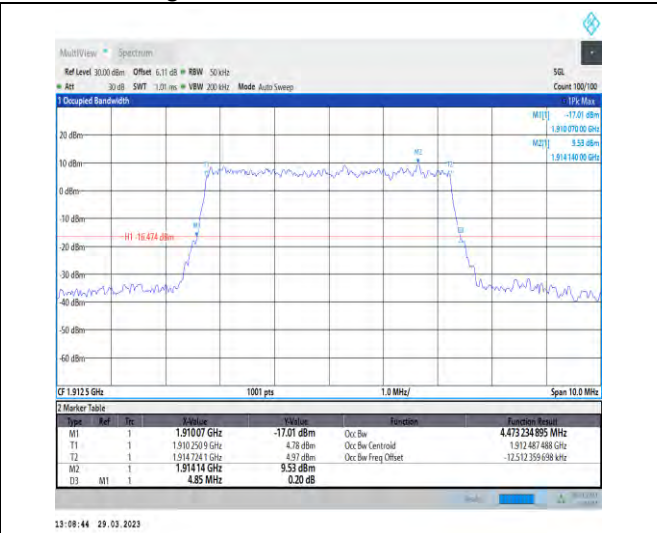 MultiView Spectrum
Ref Level 30.00 dBm Offset 6.11 dB RBW 50 kHz SGL
Att 30 dB SWT 1.01 ms VBW 200 kHz Mode Auto Sweep Count 100/100
1 Occupied Bandwidth 1Pk Max
M1[1] -17.01 dBm
1.910 070 00 GHz
M2[1] 9.53 dBm
1.914 140 00 GHz
20 dBm
M2
T1 T2
10 dBm
0 dBm
-10 dBm
M1 D3
H1 -16.474 dBm
-20 dBm
-30 dBm
-40 dBm
-50 dBm
-60 dBm
CF 1.912 5 GHz 1001 pts 1.0 MHz/ Span 10.0 MHz
2 Marker Table
Type Ref Trc X-Value Y-Value Function Function Result
M1 1 1.910 07 GHz -17.01 dBm Occ Bw 4.473 234 895 MHz
T1 1 1.910 250 9 GHz 4.78 dBm Occ Bw Centroid 1.912 487 488 GHz
T2 1 1.914 724 1 GHz 4.97 dBm Occ Bw Freq Offset -12.512 359 698 kHz
M2 1 1.914 14 GHz 9.53 dBm
D3 M1 1 4.85 MHz 0.20 dB
13:08:44 29.03.2023